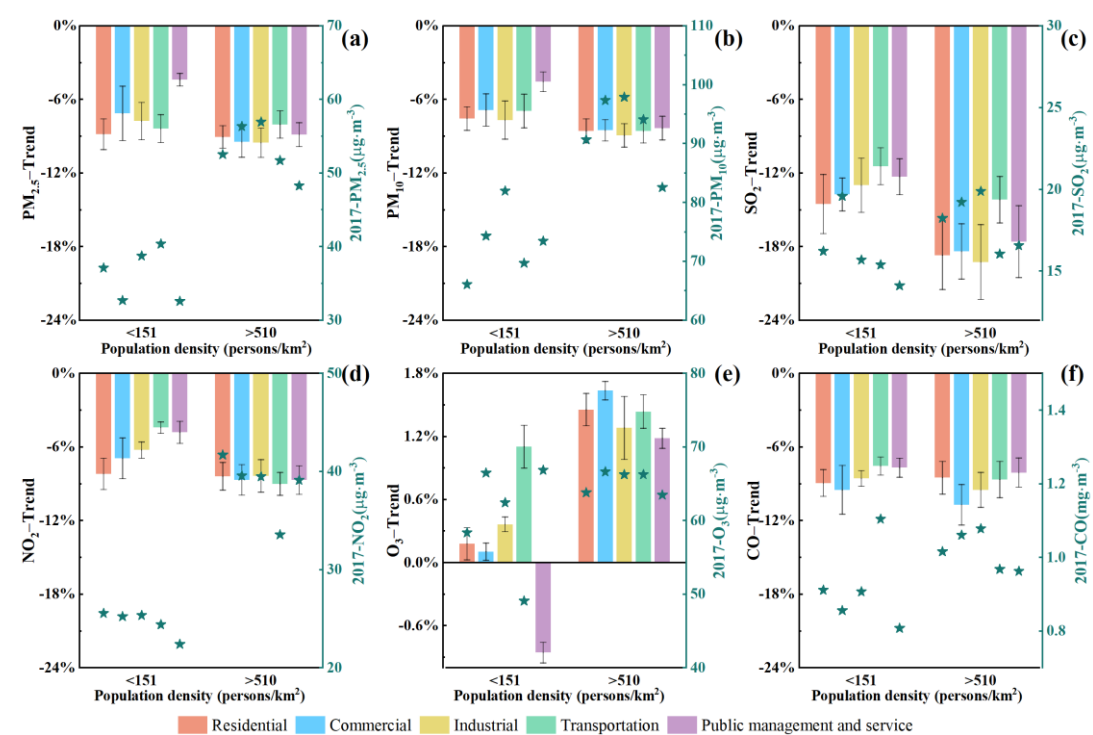 0%
-6%
-12%
-18%
-24%
PM2.5−Trend
(a)
70
60
50
40
30
2017-PM2.5(μg·m⁻³)
<151 >510
Population density (persons/km²)
0%
-6%
-12%
-18%
-24%
PM10−Trend
(b)
110
100
90
80
70
60
2017-PM10(μg·m⁻³)
<151 >510
Population density (persons/km²)
0%
-6%
-12%
-18%
-24%
SO2−Trend
(c)
30
25
20
15
2017-SO2(μg·m⁻³)
<151 >510
Population density (persons/km²)
0%
-6%
-12%
-18%
-24%
NO2−Trend
(d)
50
40
30
20
2017-NO2(μg·m⁻³)
<151 >510
Population density (persons/km²)
1.8%
1.2%
0.6%
0.0%
-0.6%
O3−Trend
(e)
80
70
60
50
40
2017-O3(μg·m⁻³)
<151 >510
Population density (persons/km²)
0%
-6%
-12%
-18%
-24%
CO−Trend
(f)
1.4
1.2
1.0
0.8
2017-CO(mg·m⁻³)
<151 >510
Population density (persons/km²)
Residential Commercial Industrial Transportation Public management and service